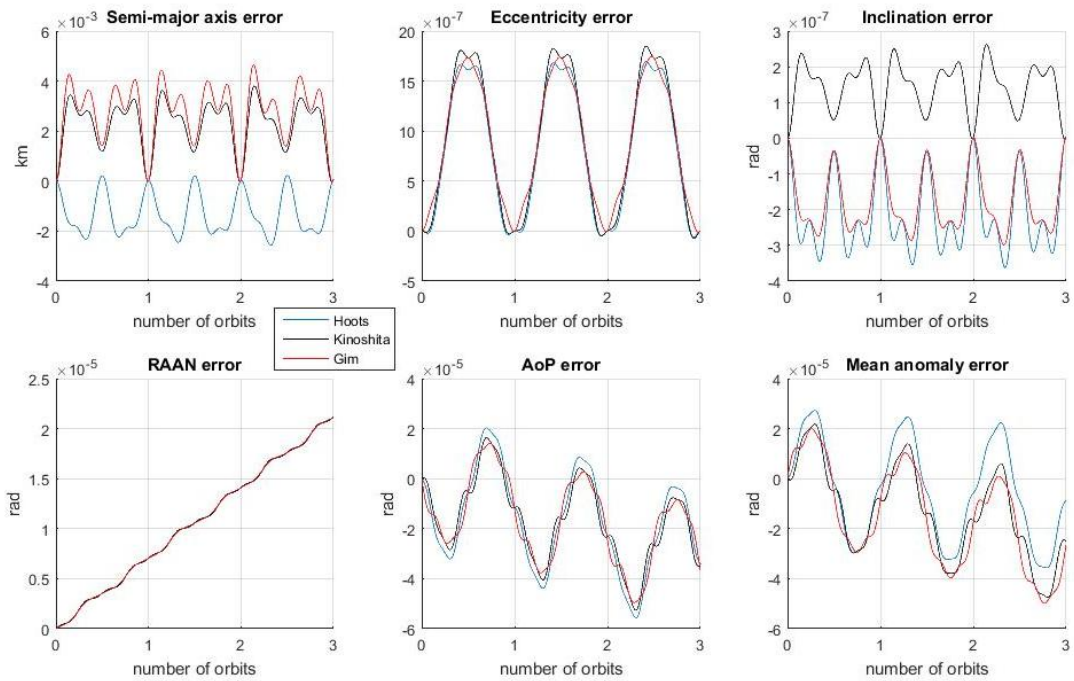 Semi-major axis error
×10^-3
6
4
2
0
-2
-4
km
0 1 2 3
number of orbits
Eccentricity error
×10^-7
20
15
10
5
0
-5
0 1 2 3
number of orbits
Inclination error
×10^-7
3
2
1
0
-1
-2
-3
-4
rad
0 1 2 3
number of orbits
Hoots
Kinoshita
Gim
RAAN error
×10^-5
2.5
2
1.5
1
0.5
0
rad
0 1 2 3
number of orbits
AoP error
×10^-5
4
2
0
-2
-4
-6
rad
0 1 2 3
number of orbits
Mean anomaly error
×10^-5
4
2
0
-2
-4
-6
rad
0 1 2 3
number of orbits